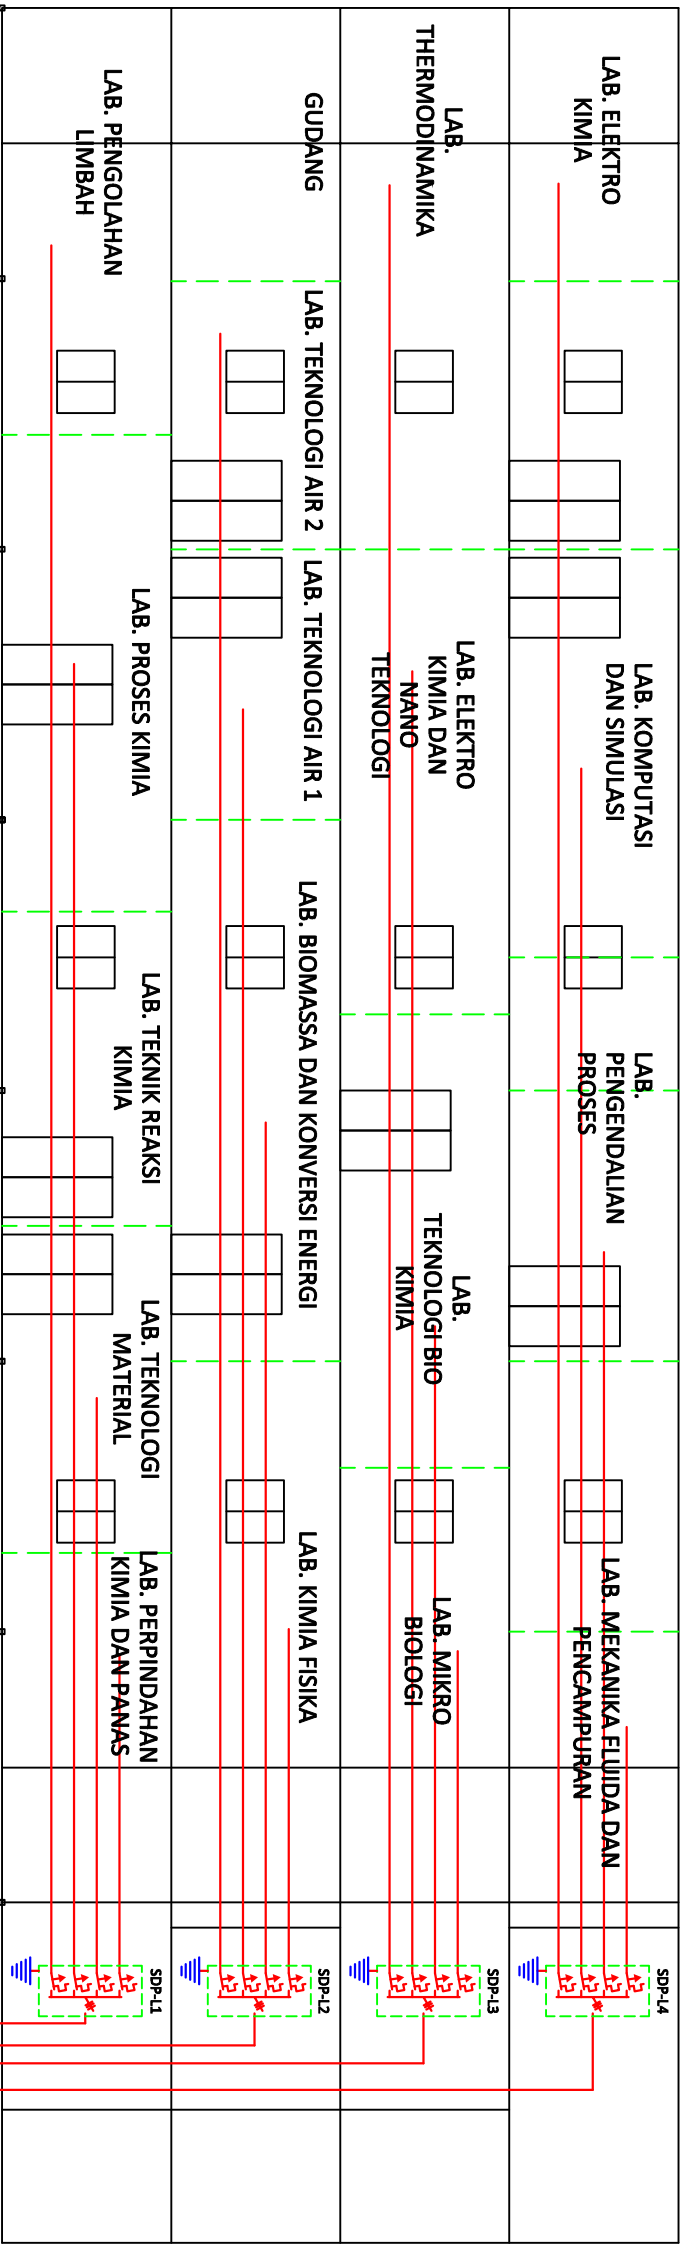 LAB. ELEKTRO
KIMIA
LAB. KOMPUTASI
DAN SIMULASI
LAB.
PENGENDALIAN
PROSES
LAB. MEKANIKA FLUIDA DAN
PENCAMPURAN
SDP-L4
LAB.
THERMODINAMIKA
LAB. ELEKTRO
KIMIA DAN
NANO
TEKNOLOGI
LAB.
TEKNOLOGI BIO
KIMIA
LAB. MIKRO
BIOLOGI
SDP-L3
GUDANG
LAB. TEKNOLOGI AIR 2
LAB. TEKNOLOGI AIR 1
LAB. BIOMASSA DAN KONVERSI ENERGI
LAB. KIMIA FISIKA
SDP-L2
LAB. PENGOLAHAN
LIMBAH
LAB. PROSES KIMIA
LAB. TEKNIK REAKSI
KIMIA
LAB. TEKNOLOGI
MATERIAL
LAB. PERPINDAHAN
KIMIA DAN PANAS
SDP-L1